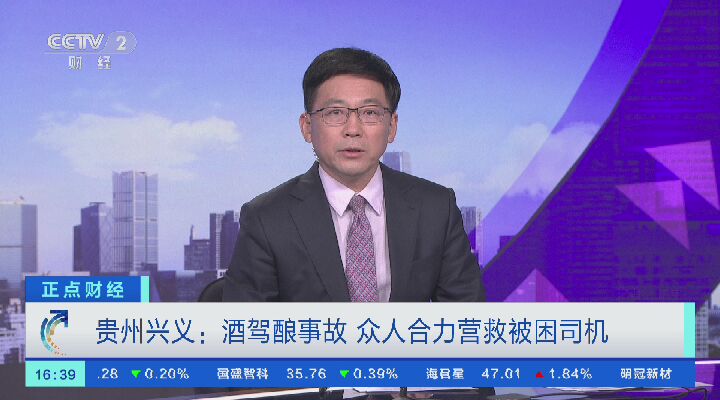 CCTV 2
财经
正点财经
贵州兴义：酒驾酿事故 众人合力营救被困司机
16:39 .28 ▼0.20% 国盛智科 35.76 ▼0.39% 海目星 47.01 ▲1.84% 明冠新材